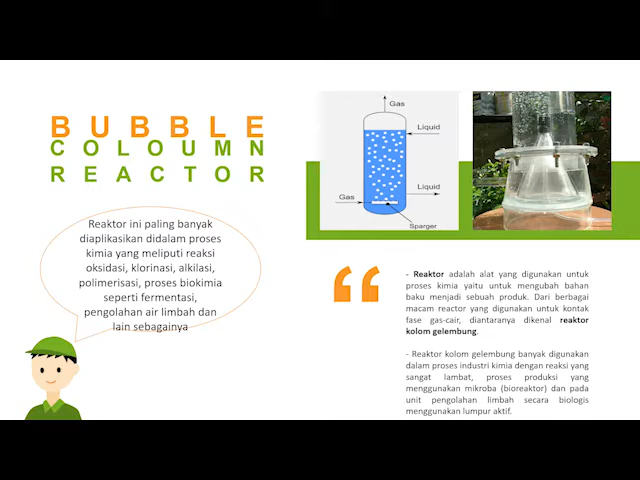 BUBBLE
COLOUMN
REACTOR
Reaktor ini paling banyak
diaplikasikan didalam proses
kimia yang meliputi reaksi
oksidasi, klorinasi, alkilasi,
polimerisasi, proses biokimia
seperti fermentasi,
pengolahan air limbah dan
lain sebagainya
Gas
Liquid
Liquid
Gas
Sparger
- Reaktor adalah alat yang digunakan untuk
proses kimia yaitu untuk mengubah bahan
baku menjadi sebuah produk. Dari berbagai
macam reactor yang digunakan untuk kontak
fase gas-cair, diantaranya dikenal reaktor
kolom gelembung.
- Reaktor kolom gelembung banyak digunakan
dalam proses industri kimia dengan reaksi yang
sangat lambat, proses produksi yang
menggunakan mikroba (bioreaktor) dan pada
unit pengolahan limbah secara biologis
menggunakan lumpur aktif.